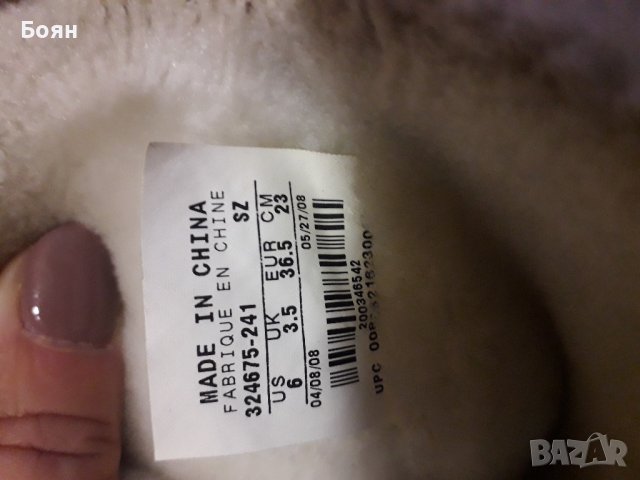 Боян
MADE IN CHINA
FABRIQUE EN CHINE
324675-241 SZ
US UK EUR CM
6 3.5 36.5 23
04/08/08 05/27/08
200346542
UPC
BAZAR